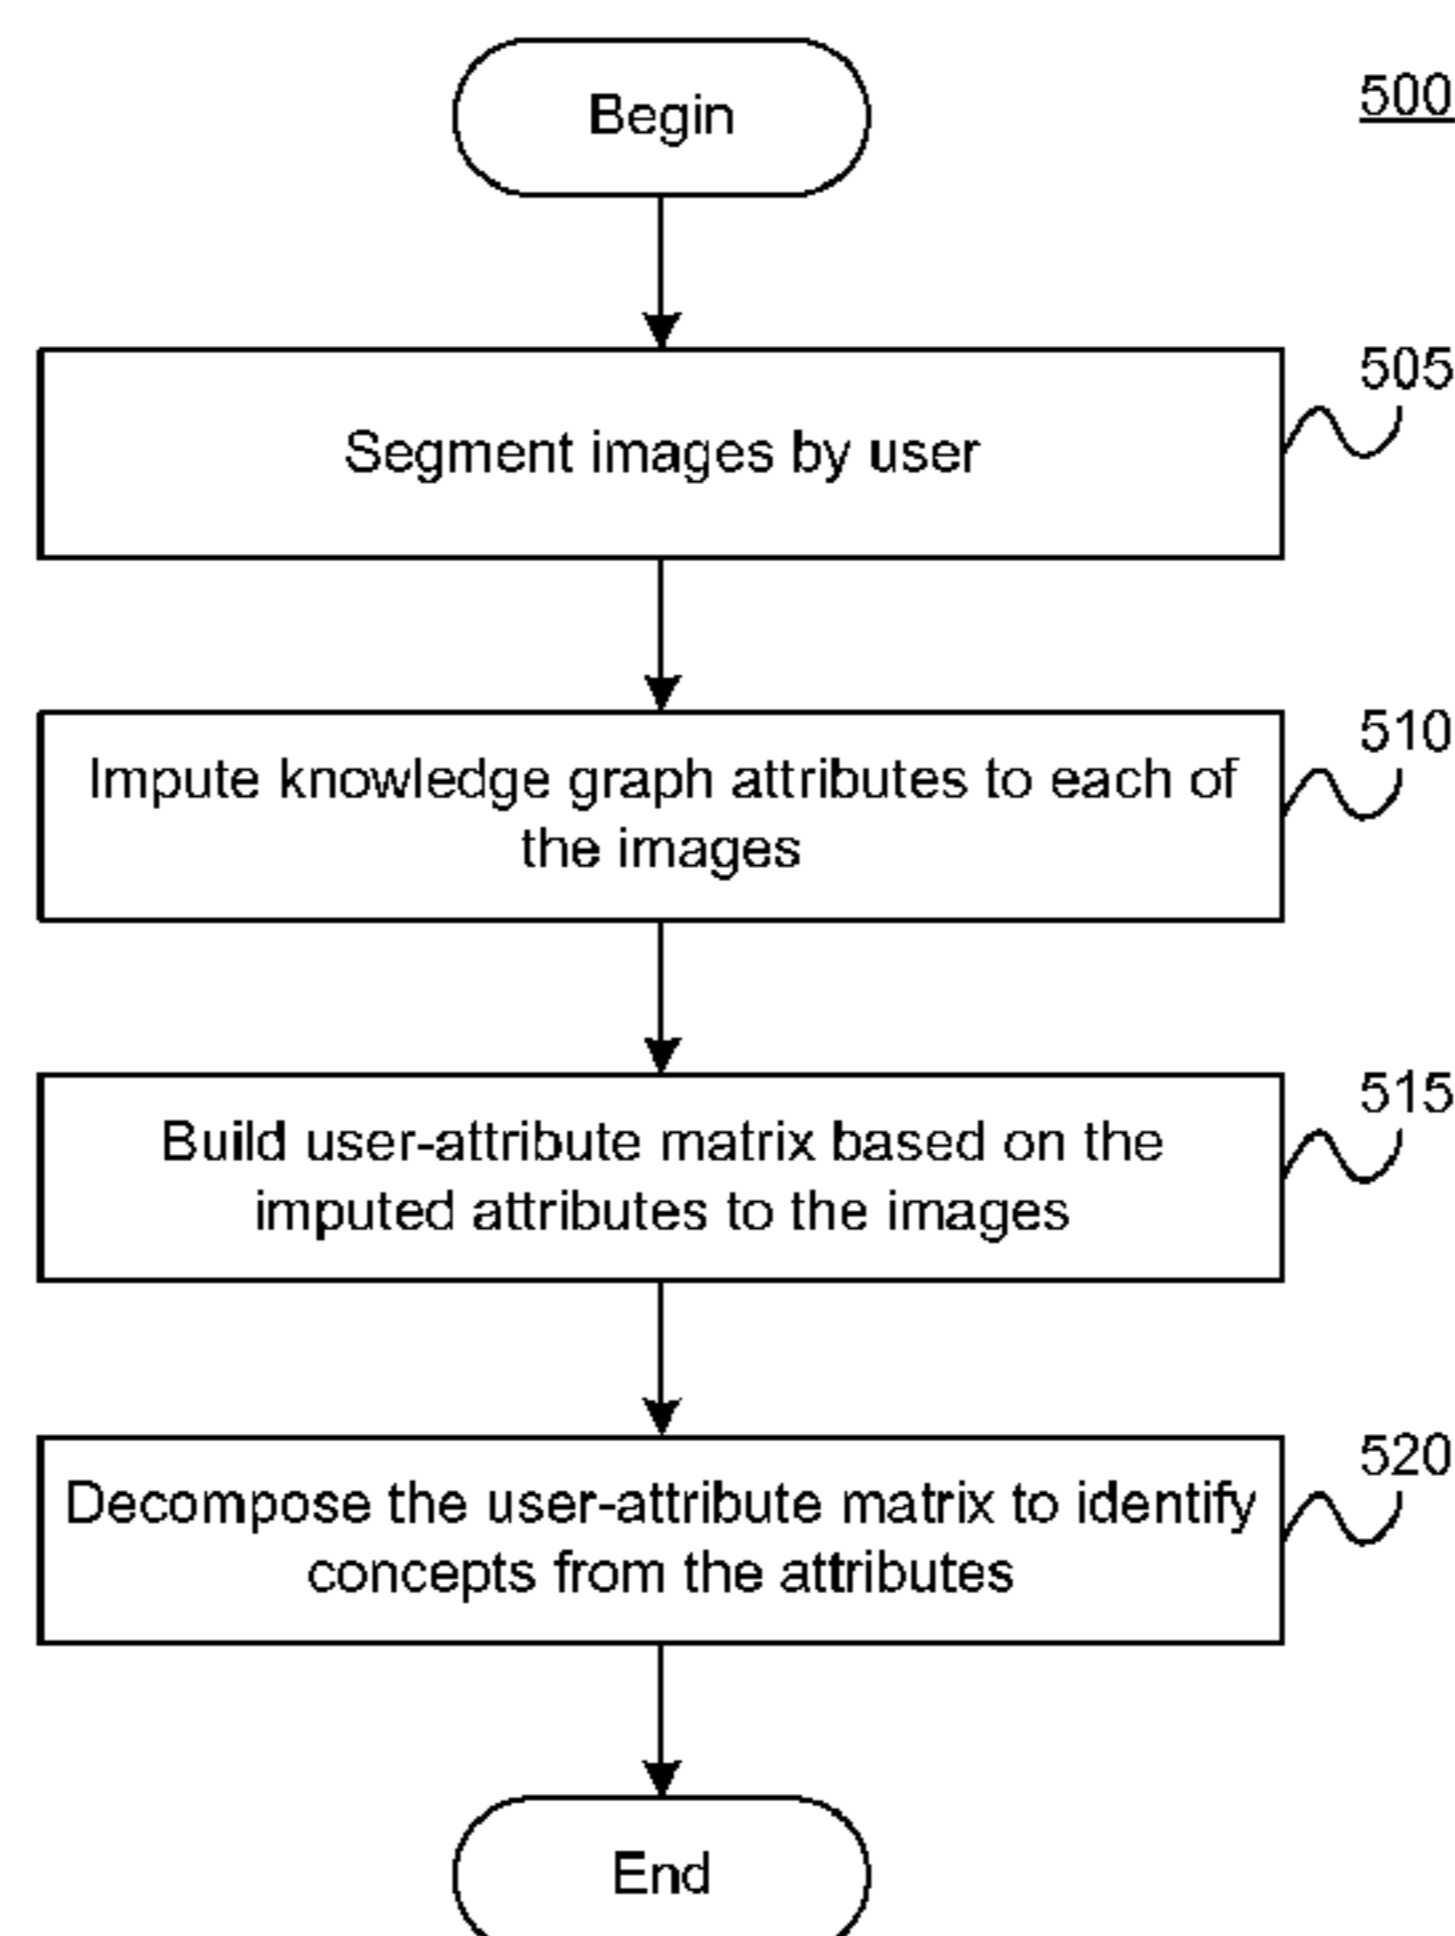 Begin
500
505
Segment images by user
510
Impute knowledge graph attributes to each of
the images
515
Build user-attribute matrix based on the
imputed attributes to the images
520
Decompose the user-attribute matrix to identify
concepts from the attributes
End